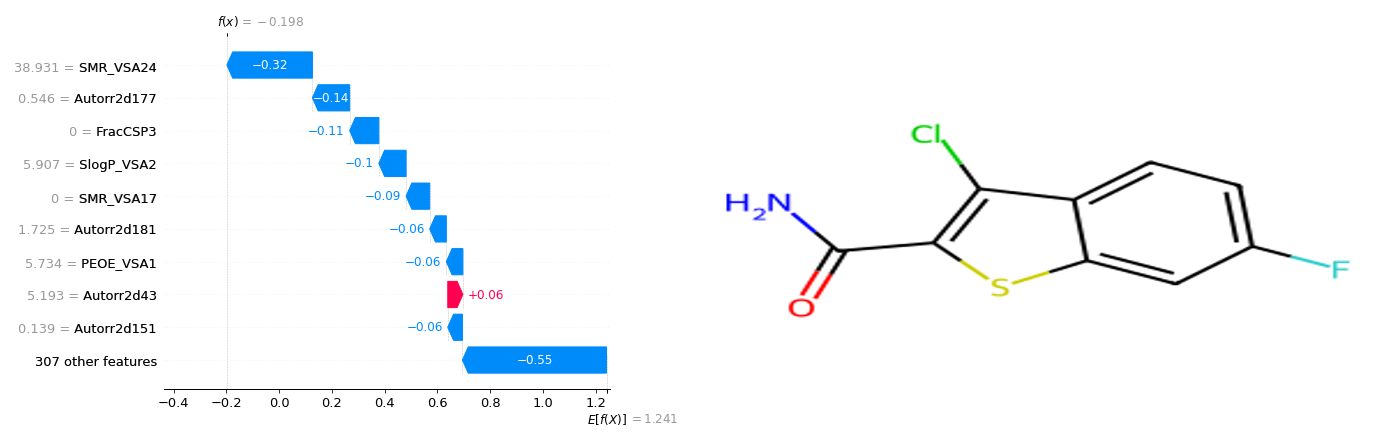 f(x) = −0.198
38.931 = SMR_VSA24
−0.32
0.546 = Autorr2d177
−0.14
0 = FracCSP3
−0.11
5.907 = SlogP_VSA2
−0.1
0 = SMR_VSA17
−0.09
1.725 = Autorr2d181
−0.06
5.734 = PEOE_VSA1
−0.06
5.193 = Autorr2d43
+0.06
0.139 = Autorr2d151
−0.06
307 other features
−0.55
−0.4 −0.2 0.0 0.2 0.4 0.6 0.8 1.0 1.2
E[f(X)] = 1.241
Cl
H2N
O
S
F